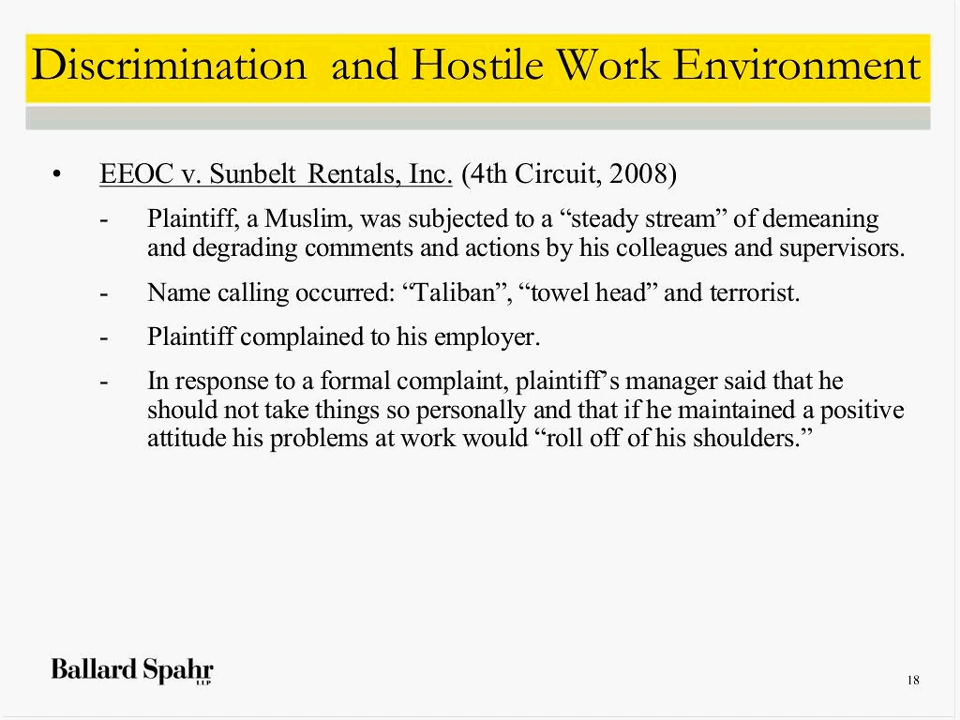 Discrimination and Hostile Work Environment
• EEOC v. Sunbelt Rentals, Inc. (4th Circuit, 2008)
- Plaintiff, a Muslim, was subjected to a “steady stream” of demeaning
and degrading comments and actions by his colleagues and supervisors.
- Name calling occurred: “Taliban”, “towel head” and terrorist.
- Plaintiff complained to his employer.
- In response to a formal complaint, plaintiff’s manager said that he
should not take things so personally and that if he maintained a positive
attitude his problems at work would “roll off of his shoulders.”
Ballard Spahr
LLP
18